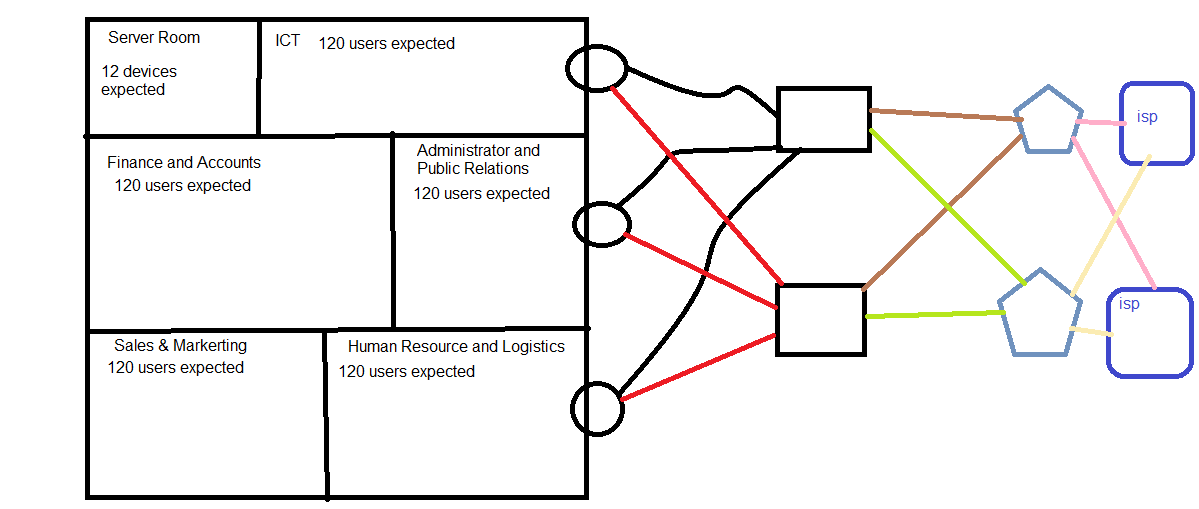 Server Room
12 devices
expected
ICT 120 users expected
Finance and Accounts
120 users expected
Administrator and
Public Relations
120 users expected
Sales & Markerting
120 users expected
Human Resource and Logistics
120 users expected
isp
isp